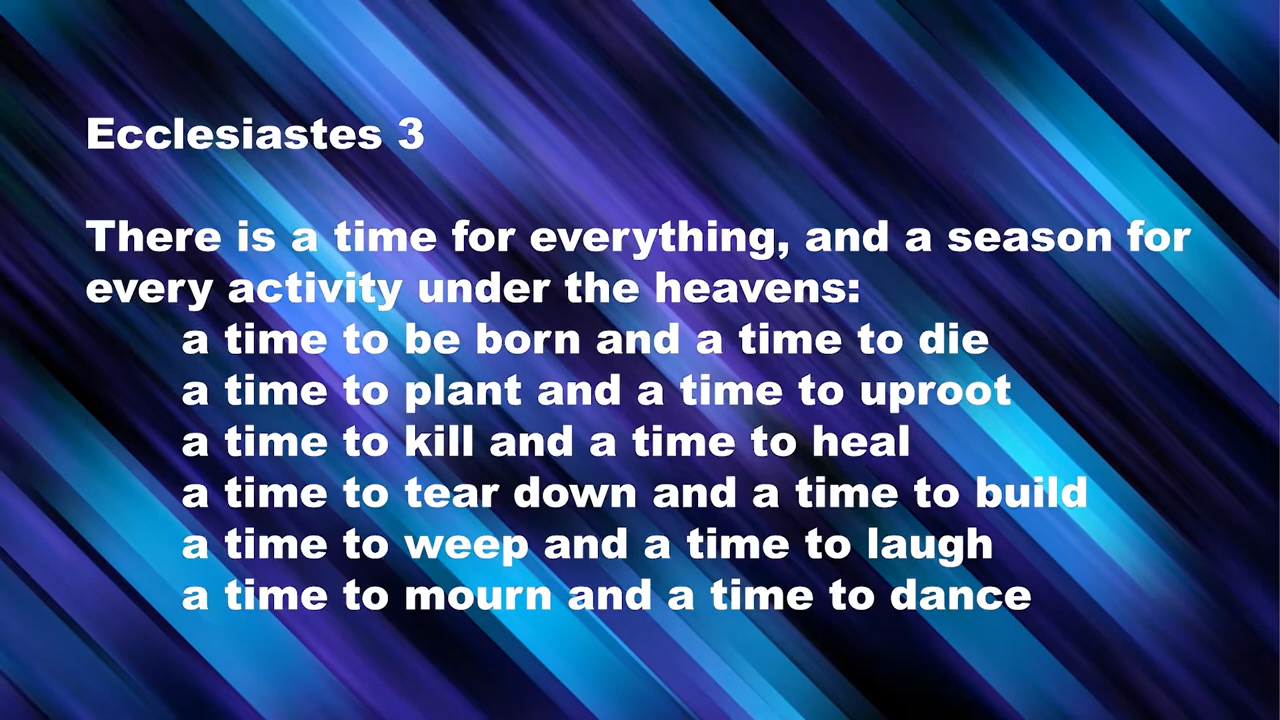 Ecclesiastes 3
There is a time for everything, and a season for
every activity under the heavens:
a time to be born and a time to die
a time to plant and a time to uproot
a time to kill and a time to heal
a time to tear down and a time to build
a time to weep and a time to laugh
a time to mourn and a time to dance